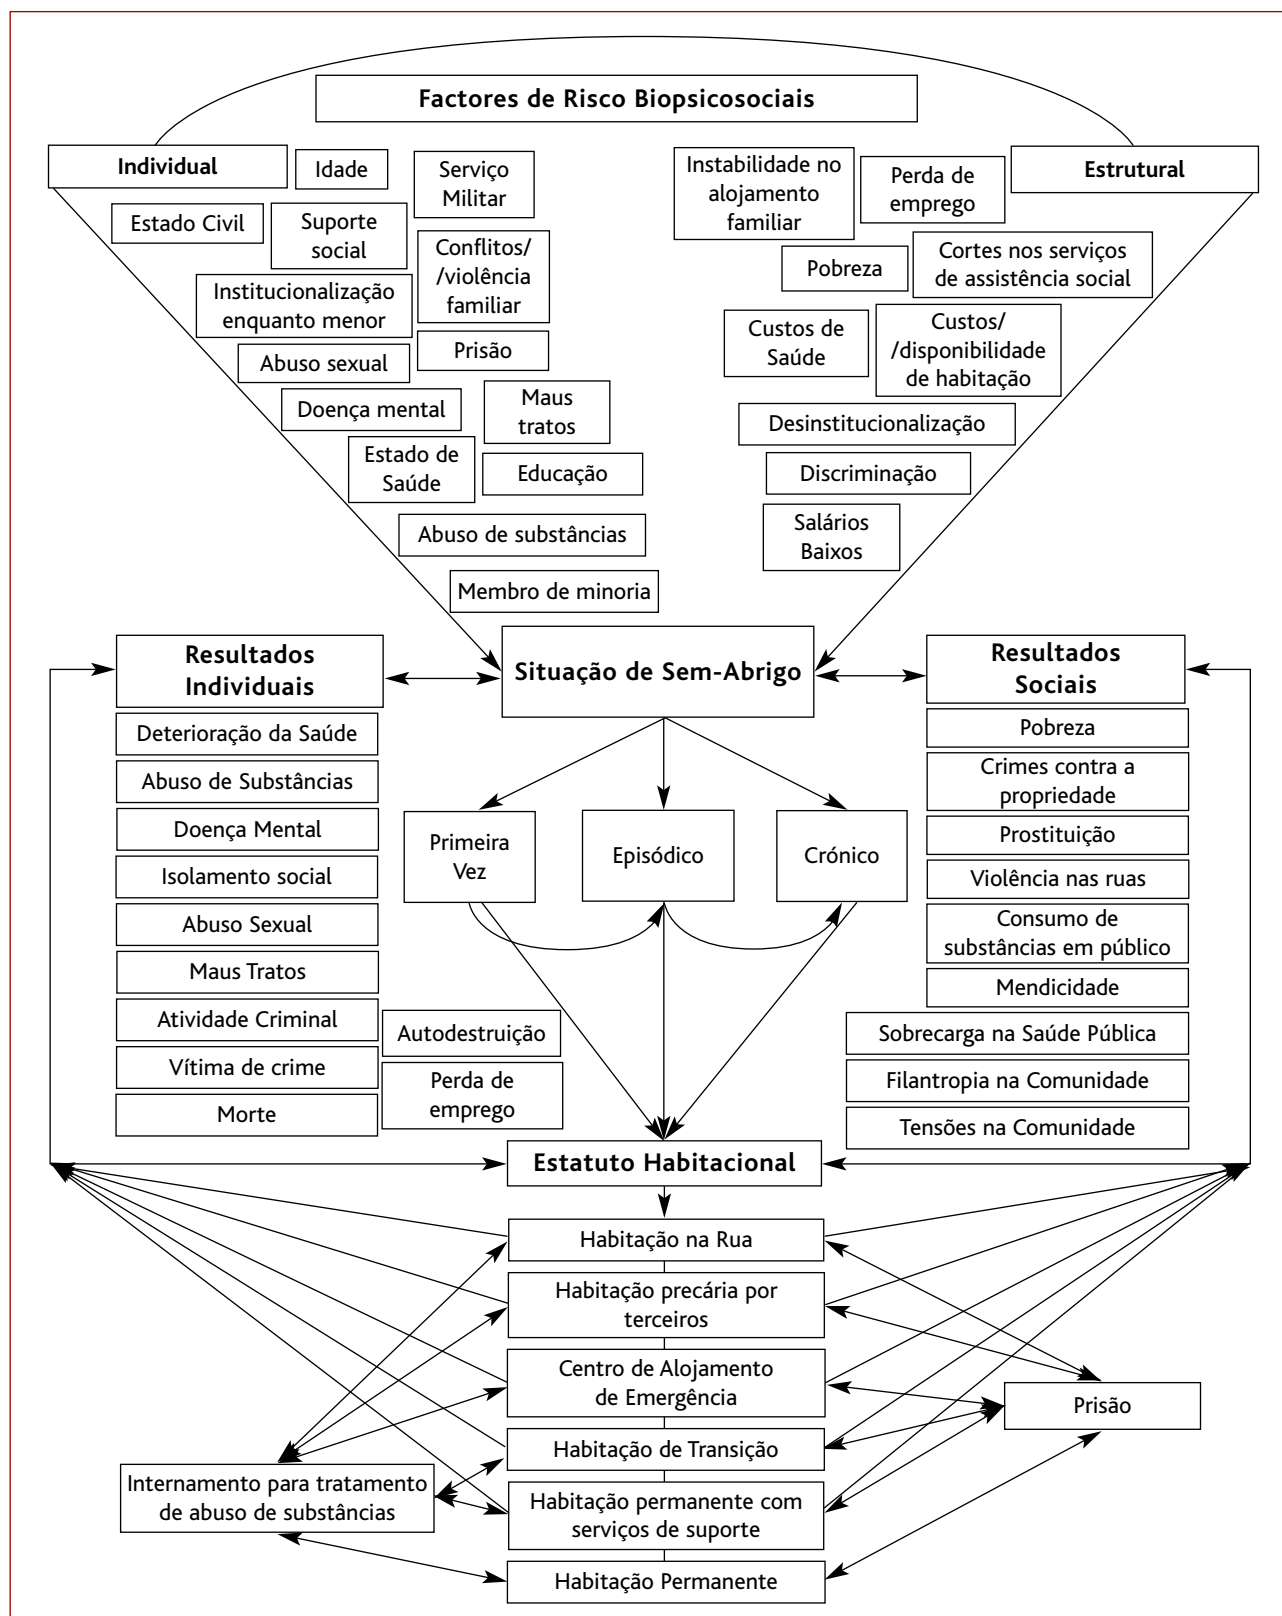 Factores de Risco Biopsicosociais
Individual
Idade
Serviço
Militar
Estado Civil
Suporte
social
Conflitos/
/violência
familiar
Institucionalização
enquanto menor
Prisão
Abuso sexual
Maus
tratos
Doença mental
Estado de
Saúde
Educação
Abuso de substâncias
Membro de minoria
Estrutural
Instabilidade no
alojamento
familiar
Perda de
emprego
Pobreza
Cortes nos serviços
de assistência social
Custos de
Saúde
Custos/
/disponibilidade
de habitação
Desinstitucionalização
Discriminação
Salários
Baixos
Situação de Sem-Abrigo
Resultados
Individuais
Deterioração da Saúde
Abuso de Substâncias
Doença Mental
Isolamento social
Abuso Sexual
Maus Tratos
Atividade Criminal
Vítima de crime
Morte
Autodestruição
Perda de
emprego
Primeira
Vez
Episódico
Crónico
Resultados
Sociais
Pobreza
Crimes contra a
propriedade
Prostituição
Violência nas ruas
Consumo de
substâncias em público
Mendicidade
Sobrecarga na Saúde Pública
Filantropia na Comunidade
Tensões na Comunidade
Estatuto Habitacional
Habitação na Rua
Habitação precária por
terceiros
Centro de Alojamento
de Emergência
Habitação de Transição
Habitação permanente com
serviços de suporte
Habitação Permanente
Internamento para tratamento
de abuso de substâncias
Prisão